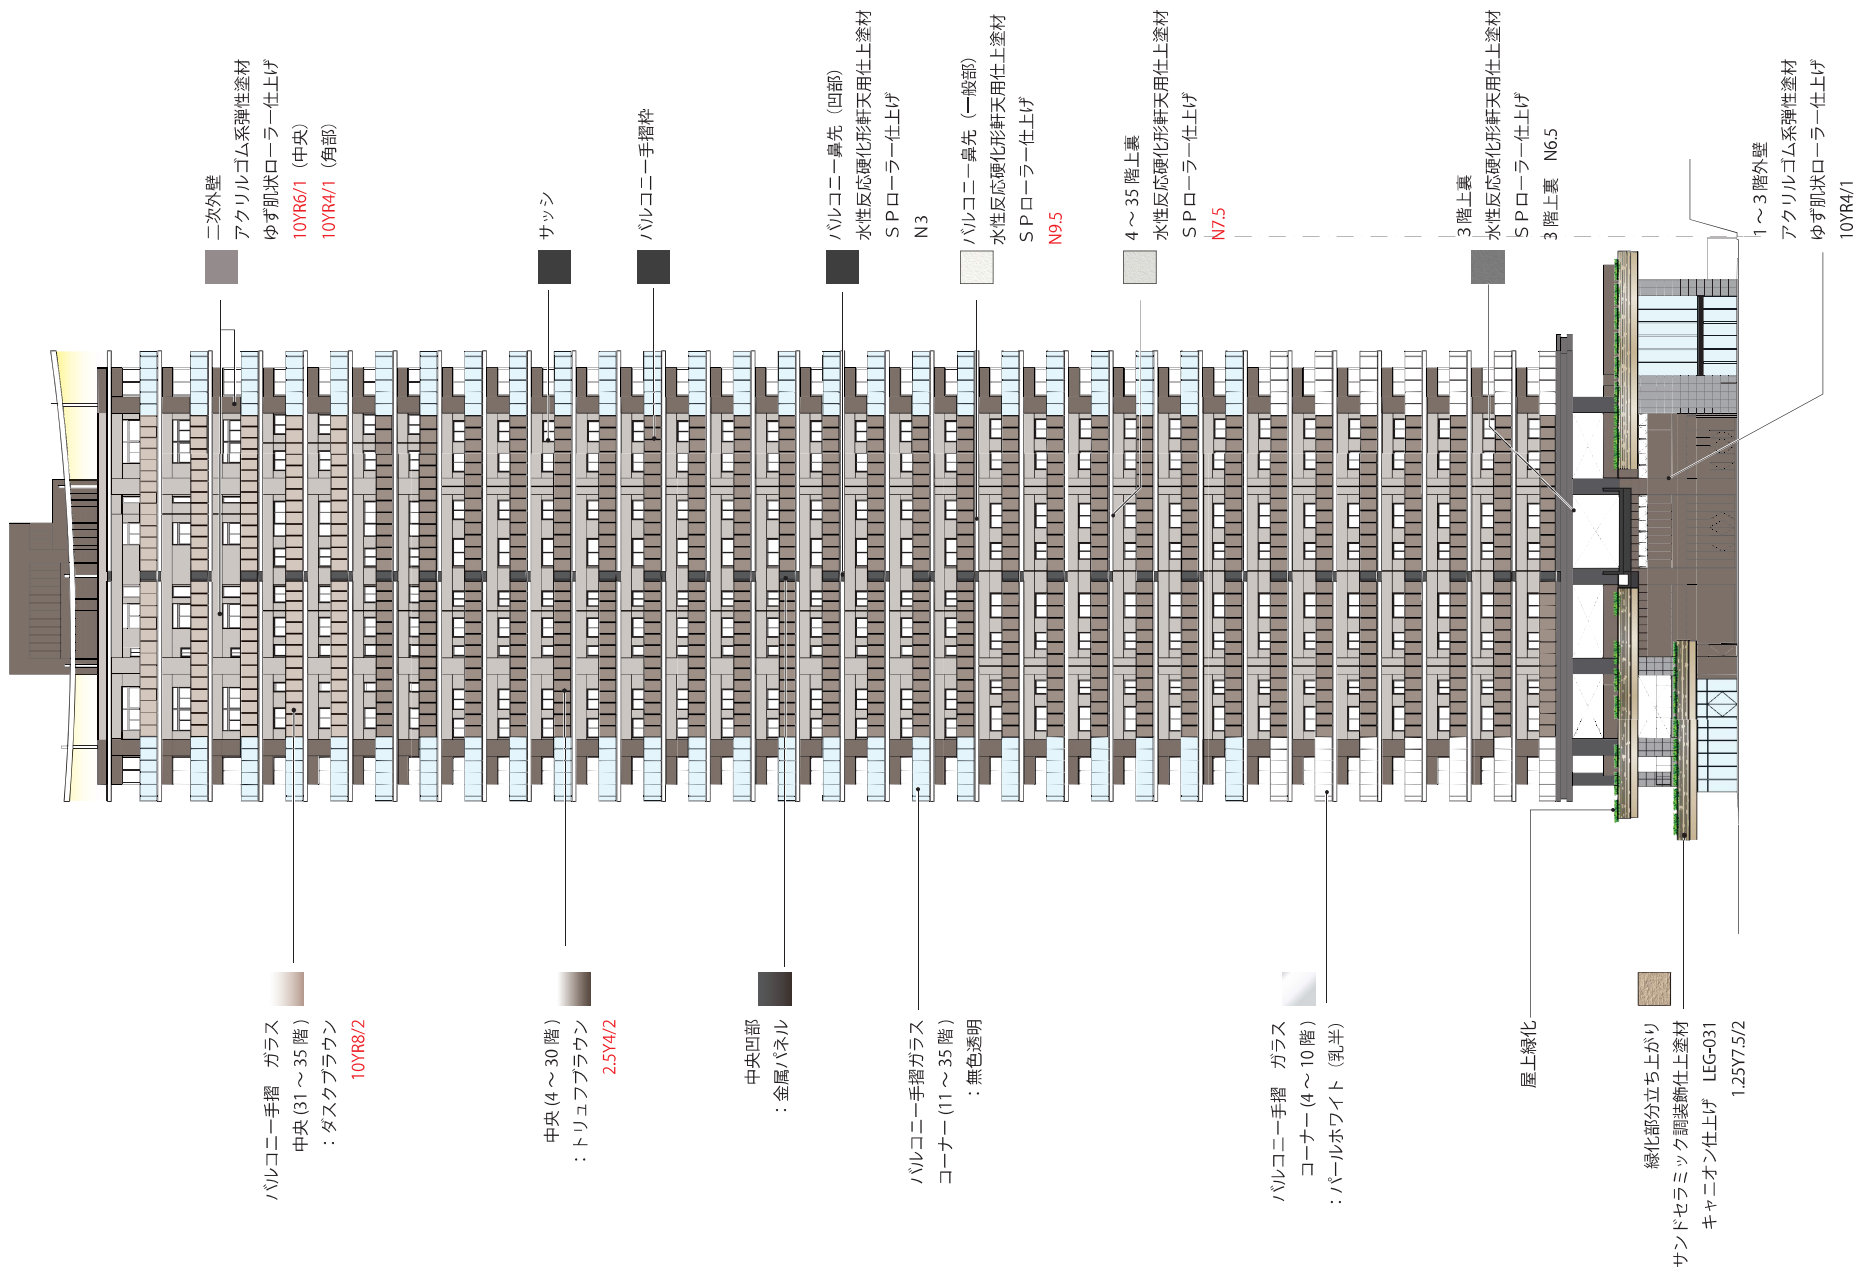 二次外壁
アクリルゴム系弾性塗材
ゆず肌状ローラー仕上げ
10YR6/1（中央）
10YR4/1（角部）
サッシ
バルコニー手摺枠
バルコニー鼻先（凹部）
水性反応硬化形軒天用仕上塗材
ＳＰローラー仕上げ
N 3
バルコニー鼻先（一般部）
水性反応硬化形軒天用仕上塗材
ＳＰローラー仕上げ
N9.5
4 ～ 35 階上裏
水性反応硬化形軒天用仕上塗材
ＳＰローラー仕上げ
N7.5
3 階上裏
水性反応硬化形軒天用仕上塗材
ＳＰローラー仕上げ
3 階上裏　N6.5
1 ～ 3 階外壁
アクリルゴム系弾性塗材
ゆず肌状ローラー仕上げ
10YR4/1
バルコニー手摺　ガラス
中央 (31 ～ 35 階 )
：ダスクブラウン
10YR8/2
中央 (4 ～ 30 階 )
：トリュフブラウン
2.5Y4/2
中央凹部
：金属パネル
バルコニー手摺ガラス
コーナー (11 ～ 35 階 )
：無色透明
バルコニー手摺　ガラス
コーナー (4 ～ 10 階 )
：パールホワイト（乳半）
屋上緑化
緑化部分立ち上がり
サンドセラミック調装飾仕上塗材
キャニオン仕上げ　LEG-031
1.25Y7.5/2